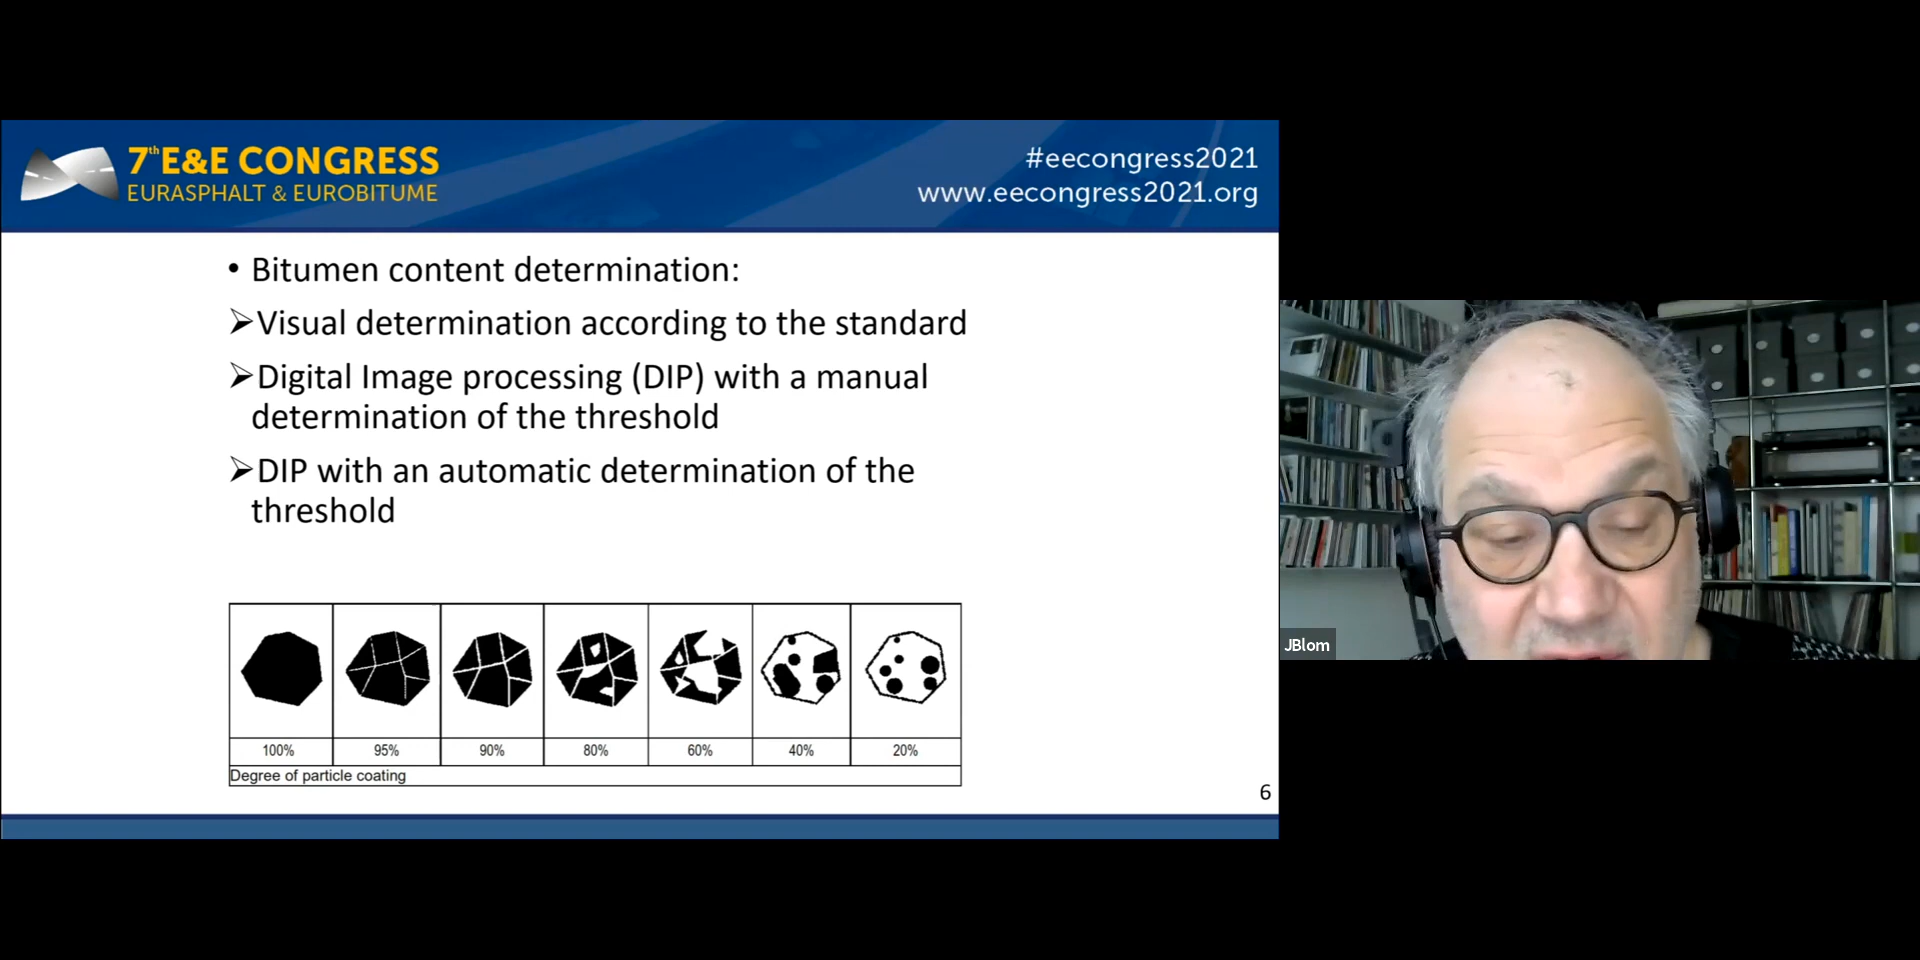 7th E&E CONGRESS
EURASPHALT & EUROBITUME
#eecongress2021
www.eecongress2021.org
• Bitumen content determination:
➢Visual determination according to the standard
➢Digital Image processing (DIP) with a manual
determination of the threshold
➢DIP with an automatic determination of the
threshold
100% 95% 90% 80% 60% 40% 20%
Degree of particle coating
6
JBlom